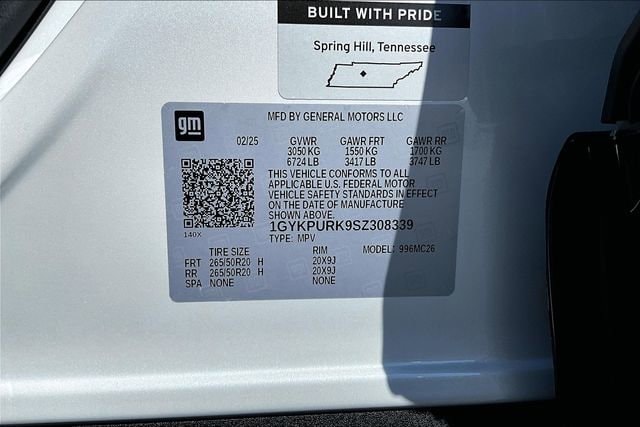 BUILT WITH PRIDE
Spring Hill, Tennessee
gm
MFD BY GENERAL MOTORS LLC
02/25 GVWR GAWR FRT GAWR RR
3050 KG 1550 KG 1700 KG
6724 LB 3417 LB 3747 LB
THIS VEHICLE CONFORMS TO ALL
APPLICABLE U.S. FEDERAL MOTOR
VEHICLE SAFETY STANDARDS IN EFFECT
ON THE DATE OF MANUFACTURE
SHOWN ABOVE.
140X
1GYKPURK9SZ308339
TYPE: MPV MODEL: 996MC26
TIRE SIZE RIM
FRT 265/50R20 H 20X9J
RR 265/50R20 H 20X9J
SPA NONE NONE